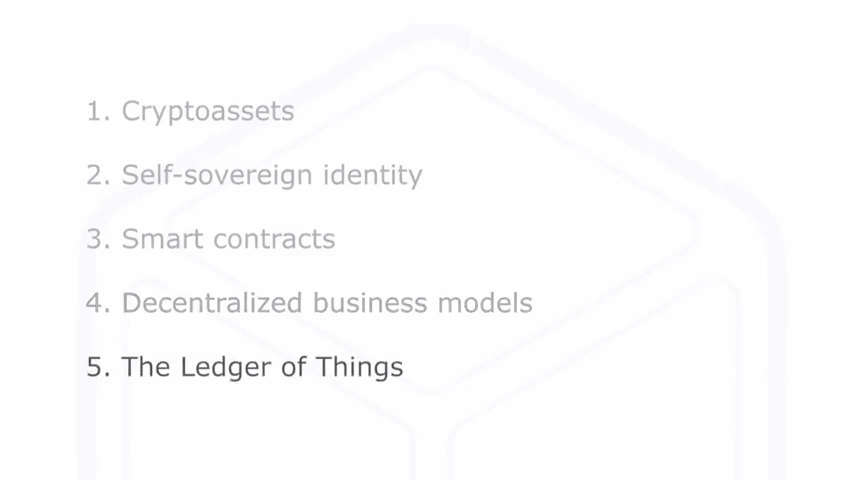 1. Cryptoassets
2. Self-sovereign identity
3. Smart contracts
4. Decentralized business models
5. The Ledger of Things